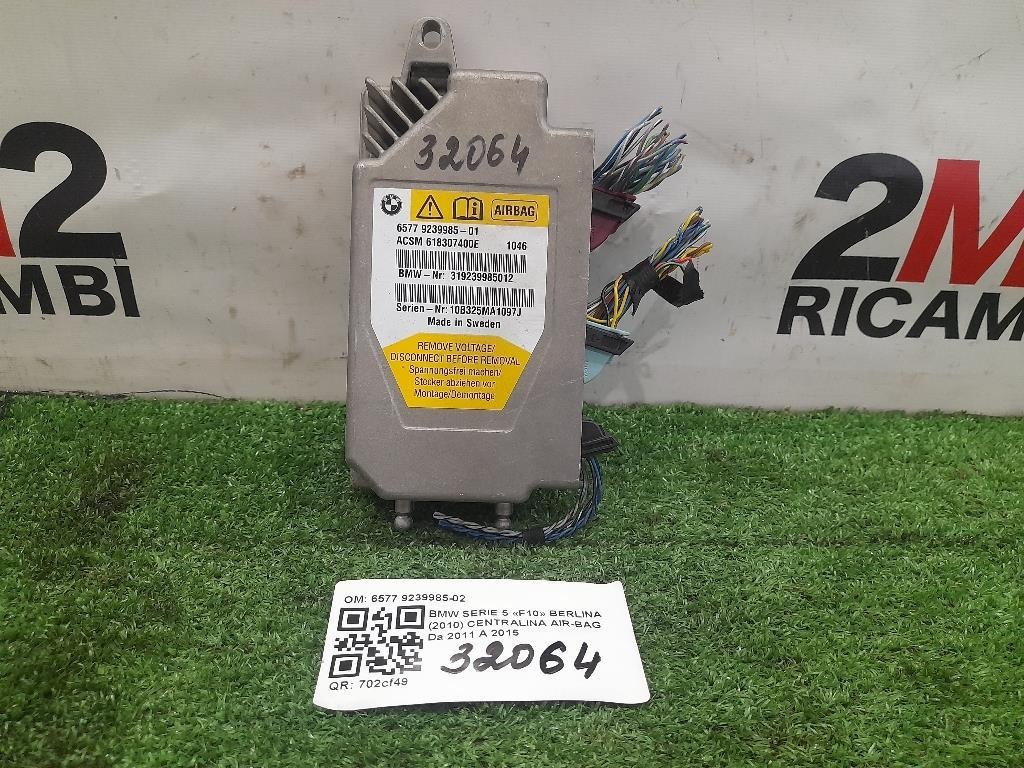 2
MBI
2M
RICAM
32064
AIRBAG
6577 9239985-01
ACSM 618307400E 1046
BMW-Nr: 319239985012
Serien-Nr: 10B325MA1097J
Made in Sweden
REMOVE VOLTAGE/
DISCONNECT BEFORE REMOVAL
Spannungsfrei machen/
Stecker abziehen vor
Montage/Demontage
OM: 6577 9239985-02
BMW SERIE 5 «F10» BERLINA
(2010) CENTRALINA AIR-BAG
Da 2011 A 2015
32064
QR: 702cf49